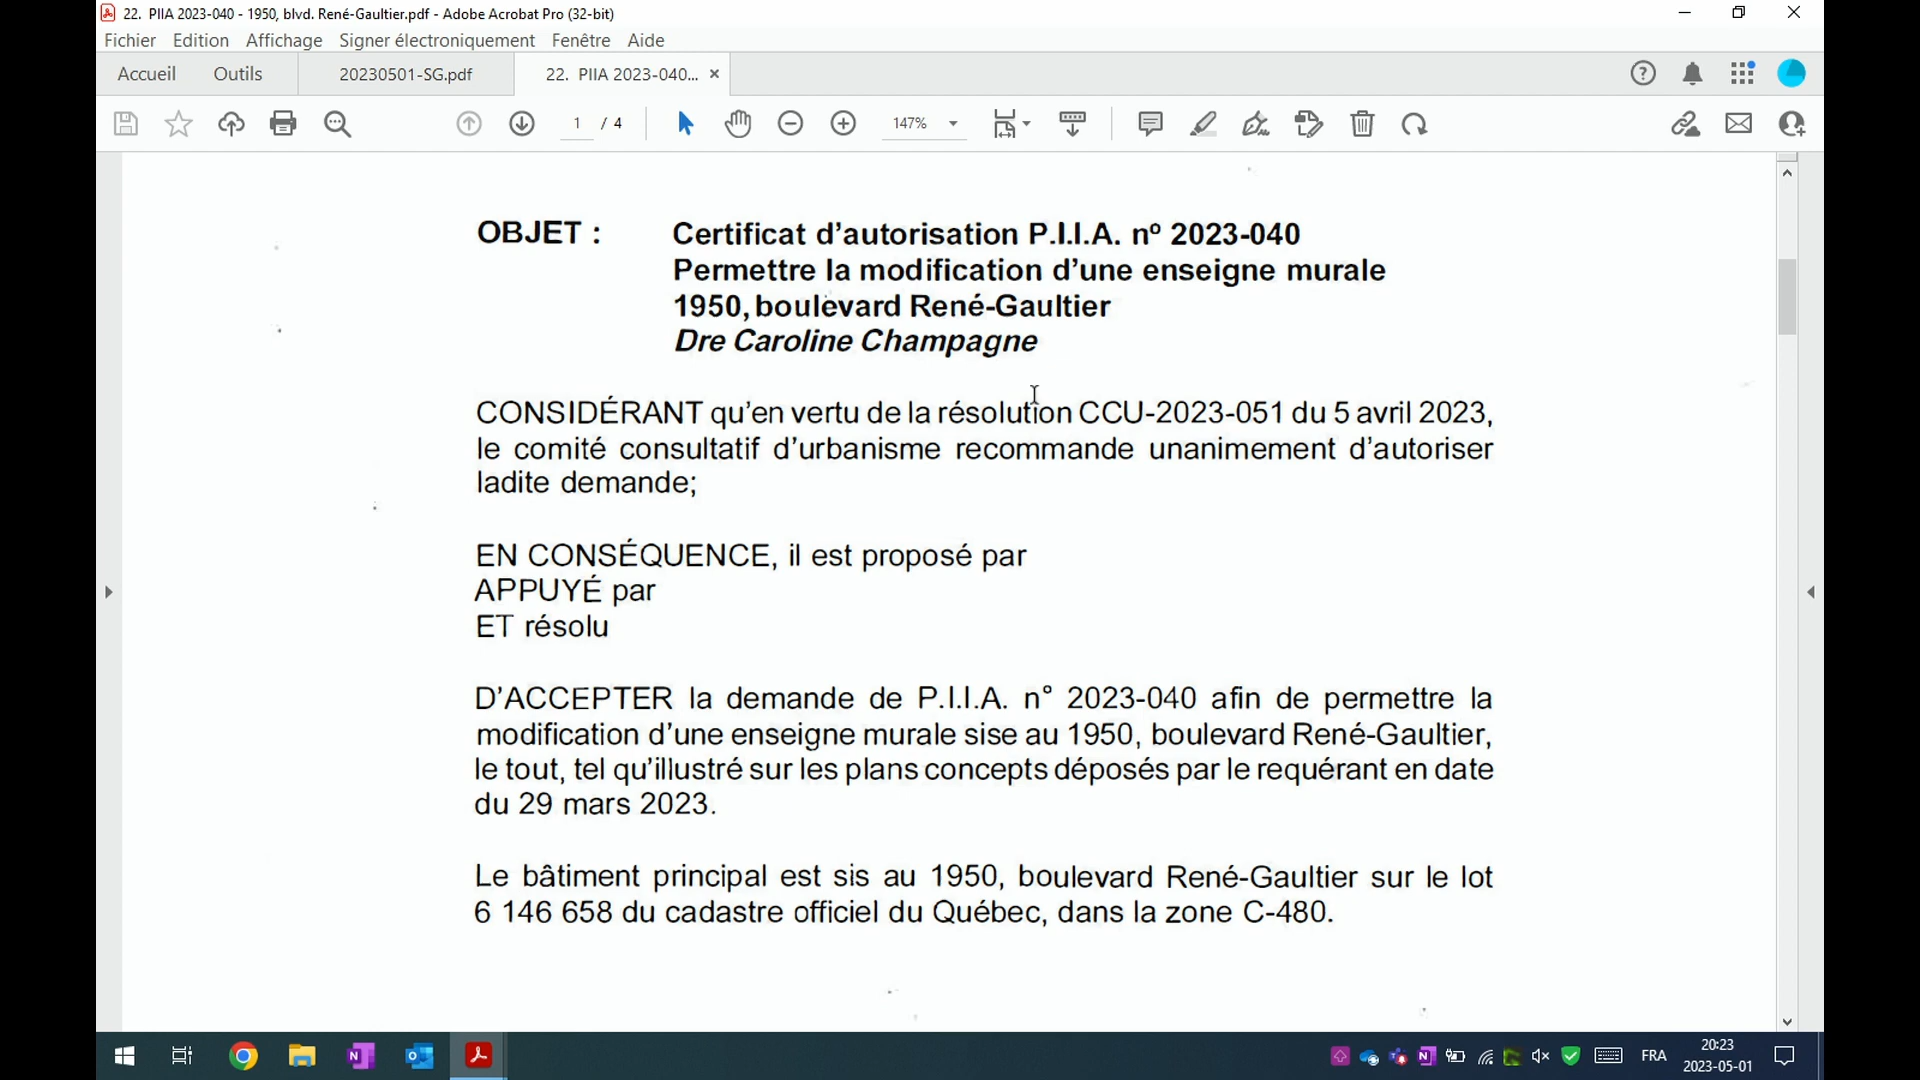 22. PIIA 2023-040 - 1950, blvd. René-Gaultier.pdf - Adobe Acrobat Pro (32-bit)
Fichier Edition Affichage Signer électroniquement Fenêtre Aide
Accueil Outils 20230501-SG.pdf 22. PIIA 2023-040... ×
1 / 4 147%
OBJET : Certificat d'autorisation P.I.I.A. nº 2023-040
Permettre la modification d'une enseigne murale
1950, boulevard René-Gaultier
Dre Caroline Champagne
CONSIDÉRANT qu'en vertu de la résolution CCU-2023-051 du 5 avril 2023,
le comité consultatif d'urbanisme recommande unanimement d'autoriser
ladite demande;
EN CONSÉQUENCE, il est proposé par
APPUYÉ par
ET résolu
D'ACCEPTER la demande de P.I.I.A. n° 2023-040 afin de permettre la
modification d'une enseigne murale sise au 1950, boulevard René-Gaultier,
le tout, tel qu'illustré sur les plans concepts déposés par le requérant en date
du 29 mars 2023.
Le bâtiment principal est sis au 1950, boulevard René-Gaultier sur le lot
6 146 658 du cadastre officiel du Québec, dans la zone C-480.
FRA 20:23
2023-05-01